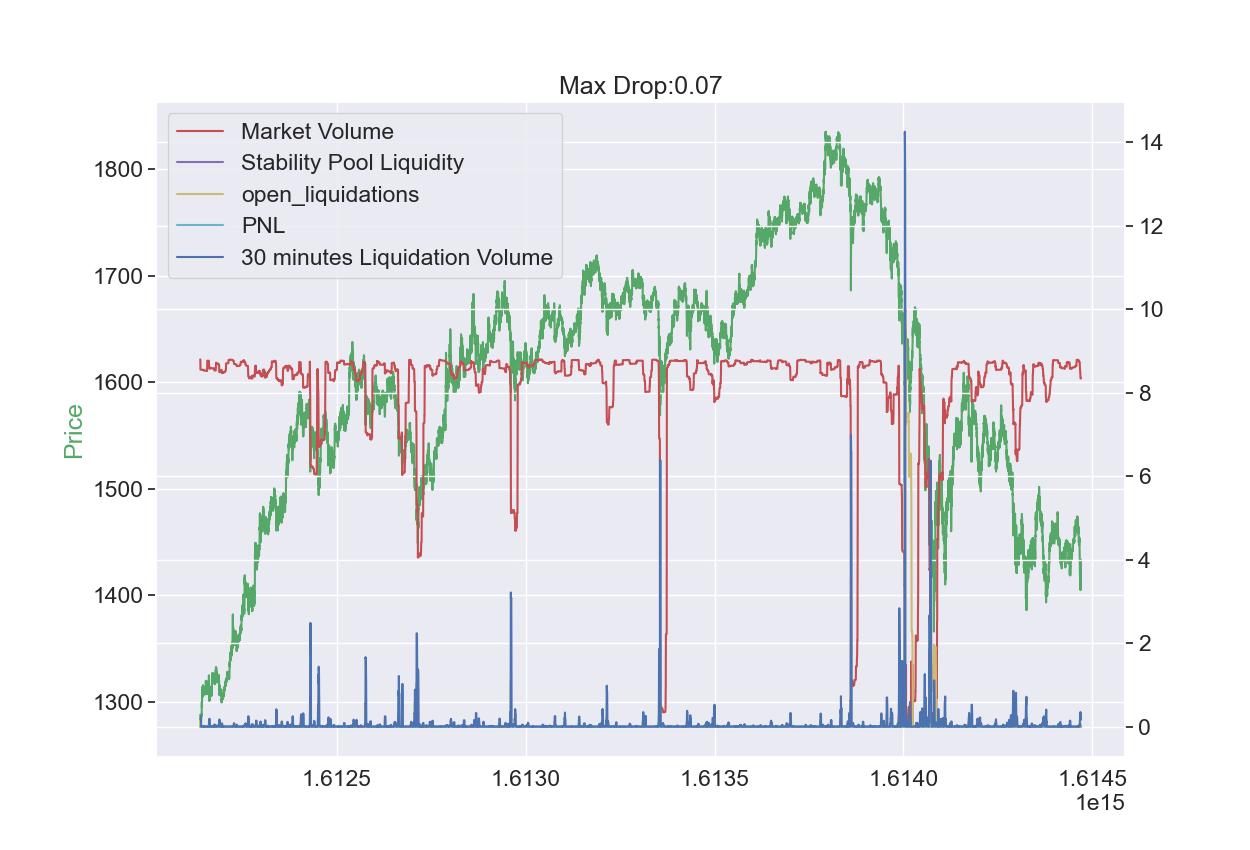 Max Drop:0.07
Market Volume
Stability Pool Liquidity
open_liquidations
PNL
30 minutes Liquidation Volume
Price
1800
1700
1600
1500
1400
1300
14
12
10
8
6
4
2
0
1.6125
1.6130
1.6135
1.6140
1.6145
1e15